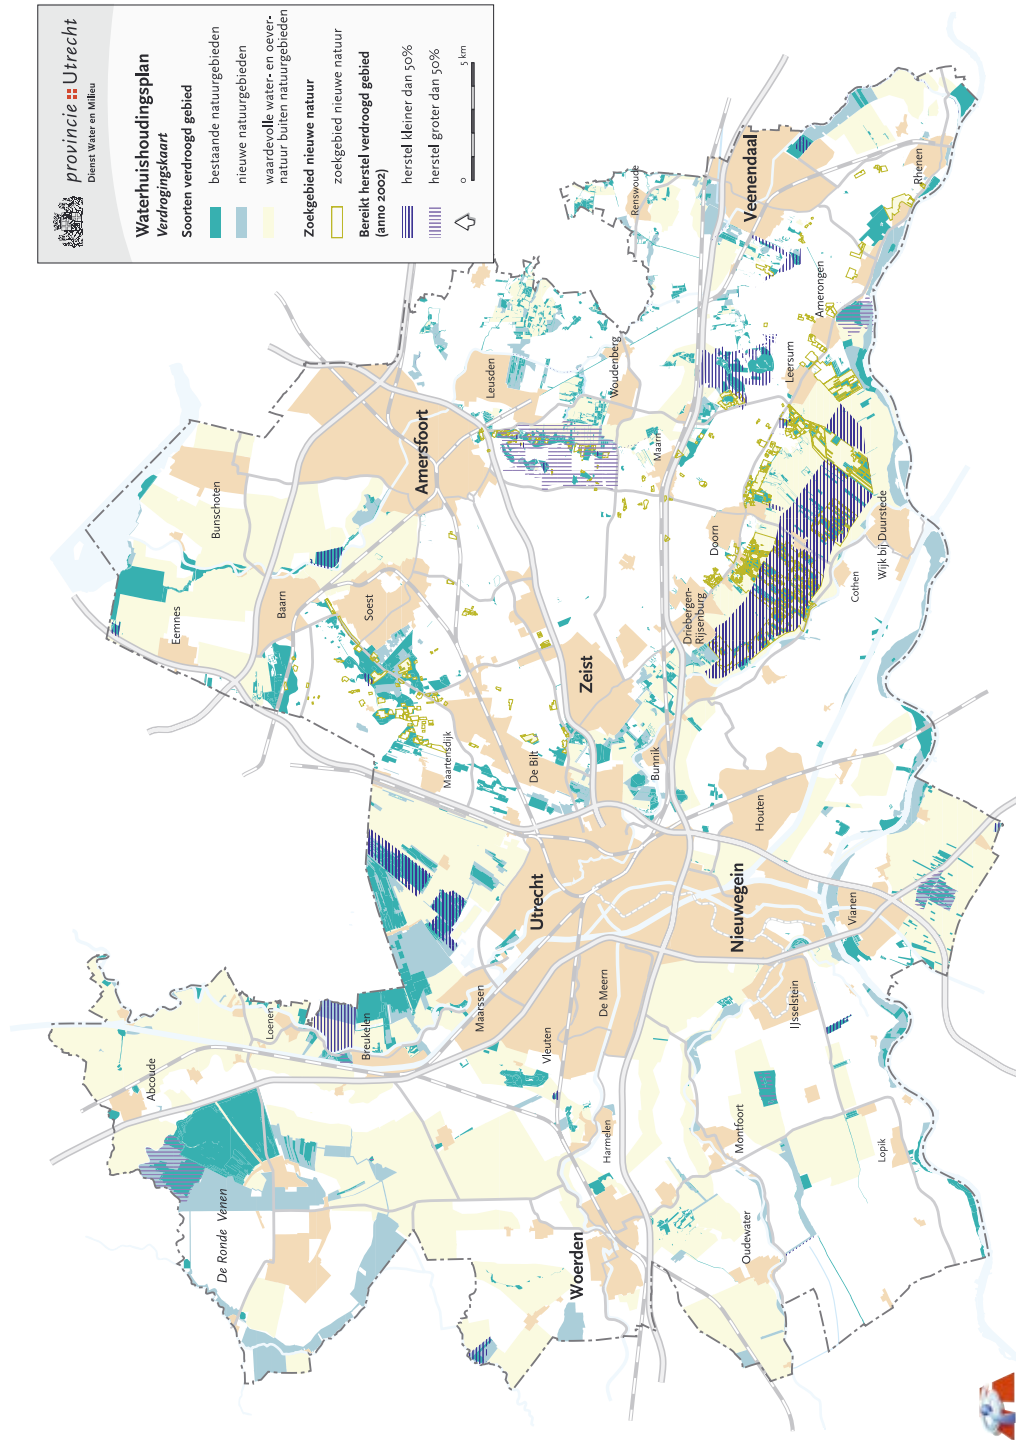 provincie Utrecht
Dienst Water en Milieu
Waterhuishoudingsplan
Verdrogingskaart
Soorten verdroogd gebied
bestaande natuurgebieden
nieuwe natuurgebieden
waardevolle water- en oever-
natuur buiten natuurgebieden
Zoekgebied nieuwe natuur
zoekgebied nieuwe natuur
Bereikt herstel verdroogd gebied
(anno 2002)
herstel kleiner dan 50%
herstel groter dan 50%
0 5 km
Eemnes
Bunschoten
Baarn
Soest
Amersfoort
Leusden
Woudenberg
Renswoude
Veenendaal
Rhenen
Amerongen
Leersum
Maarn
Doorn
Driebergen-
Rijsenburg
Cothen
Wijk bij Duurstede
Zeist
Maartensdijk
De Bilt
Bunnik
Houten
Utrecht
Nieuwegein
Vianen
IJsselstein
De Meern
Vleuten
Maarssen
Breukelen
Loenen
Abcoude
De Ronde Venen
Harmelen
Woerden
Montfoort
Oudewater
Lopik